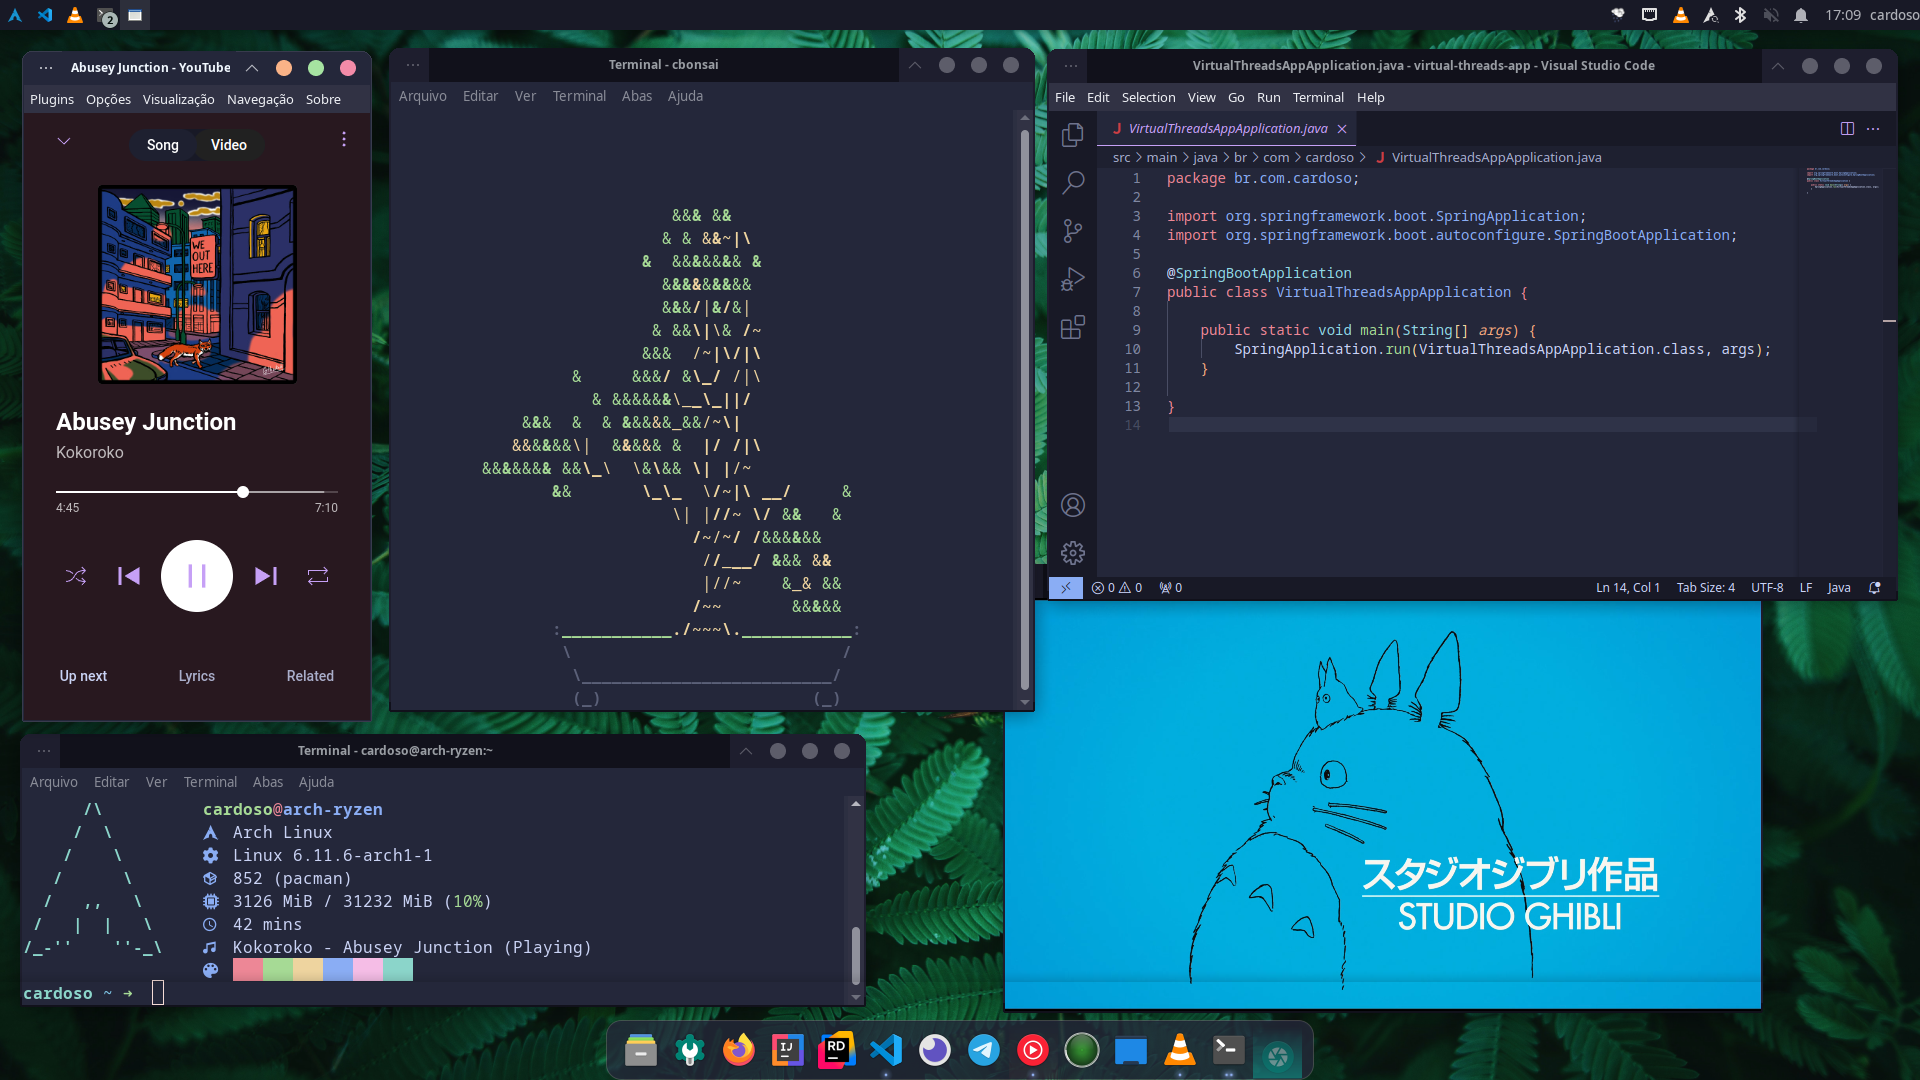 2
17:09 cardoso
Abusey Junction - YouTube
Plugins Opções Visualização Navegação Sobre
Song Video
WE
OUT
HERE
Abusey Junction
Kokoroko
4:45 7:10
Up next Lyrics Related
Terminal - cbonsai
Arquivo Editar Ver Terminal Abas Ajuda
VirtualThreadsAppApplication.java - virtual-threads-app - Visual Studio Code
File Edit Selection View Go Run Terminal Help
J VirtualThreadsAppApplication.java
src > main > java > br > com > cardoso > J VirtualThreadsAppApplication.java
1 package br.com.cardoso;
2
3 import org.springframework.boot.SpringApplication;
4 import org.springframework.boot.autoconfigure.SpringBootApplication;
5
6 @SpringBootApplication
7 public class VirtualThreadsAppApplication {
8
9 public static void main(String[] args) {
10 SpringApplication.run(VirtualThreadsAppApplication.class, args);
11 }
12
13 }
14
0 0 0 Ln 14, Col 1 Tab Size: 4 UTF-8 LF Java
Terminal - cardoso@arch-ryzen:~
Arquivo Editar Ver Terminal Abas Ajuda
cardoso@arch-ryzen
Arch Linux
Linux 6.11.6-arch1-1
852 (pacman)
3126 MiB / 31232 MiB (10%)
42 mins
Kokoroko - Abusey Junction (Playing)
cardoso ~ ➜
スタジオジブリ作品
STUDIO GHIBLI
IJ
RD